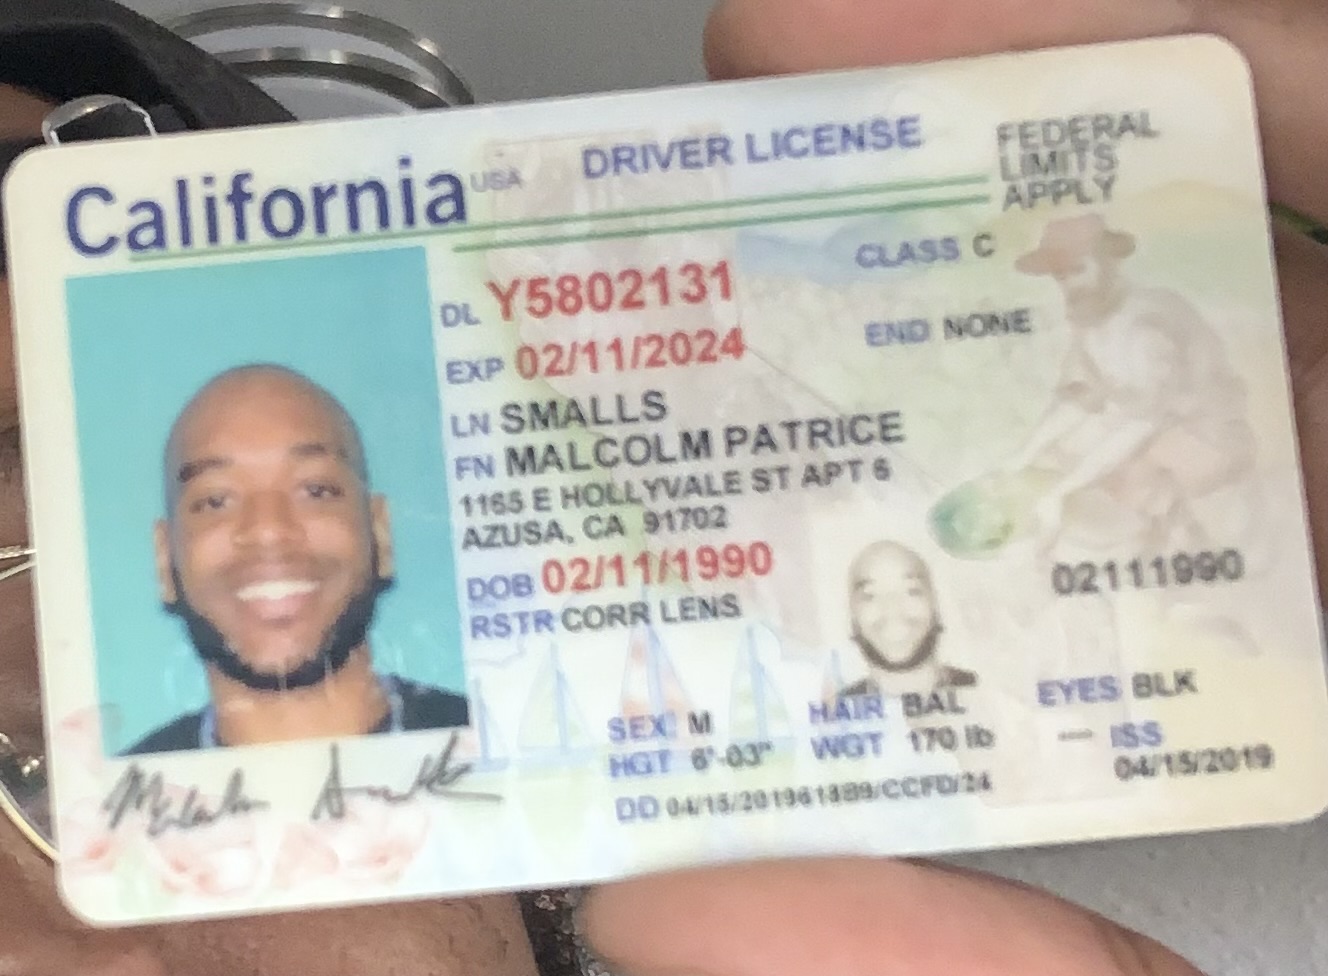 California USA DRIVER LICENSE
FEDERAL
LIMITS
APPLY
CLASS C
DL Y5802131
EXP 02/11/2024
END NONE
LN SMALLS
FN MALCOLM PATRICE
1165 E HOLLYVALE ST APT 6
AZUSA, CA 91702
DOB 02/11/1990
RSTR CORR LENS
02111990
SEX M
HAIR BAL
EYES BLK
HGT 6'-03"
WGT 170 lb
ISS
04/15/2019
DD 04/15/2019618B9/CCFD/24